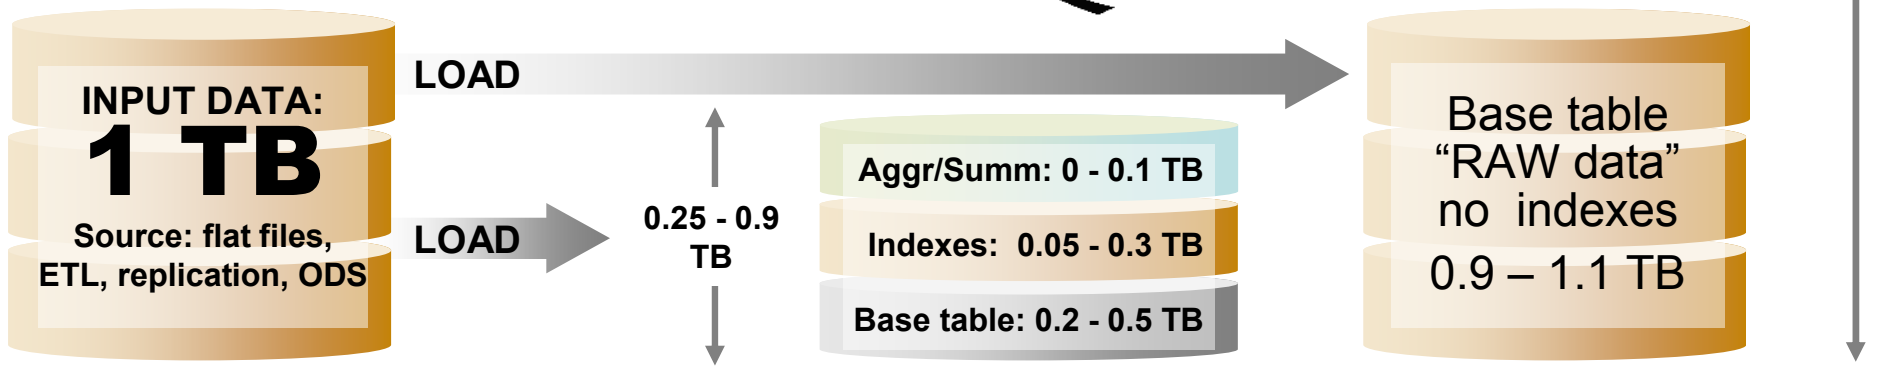 INPUT DATA:
1 TB
Source: flat files,
ETL, replication, ODS
LOAD
LOAD
0.25 - 0.9
TB
Aggr/Summ: 0 - 0.1 TB
Indexes:  0.05 - 0.3 TB
Base table: 0.2 - 0.5 TB
Base table
“RAW data”
no  indexes
0.9 – 1.1 TB